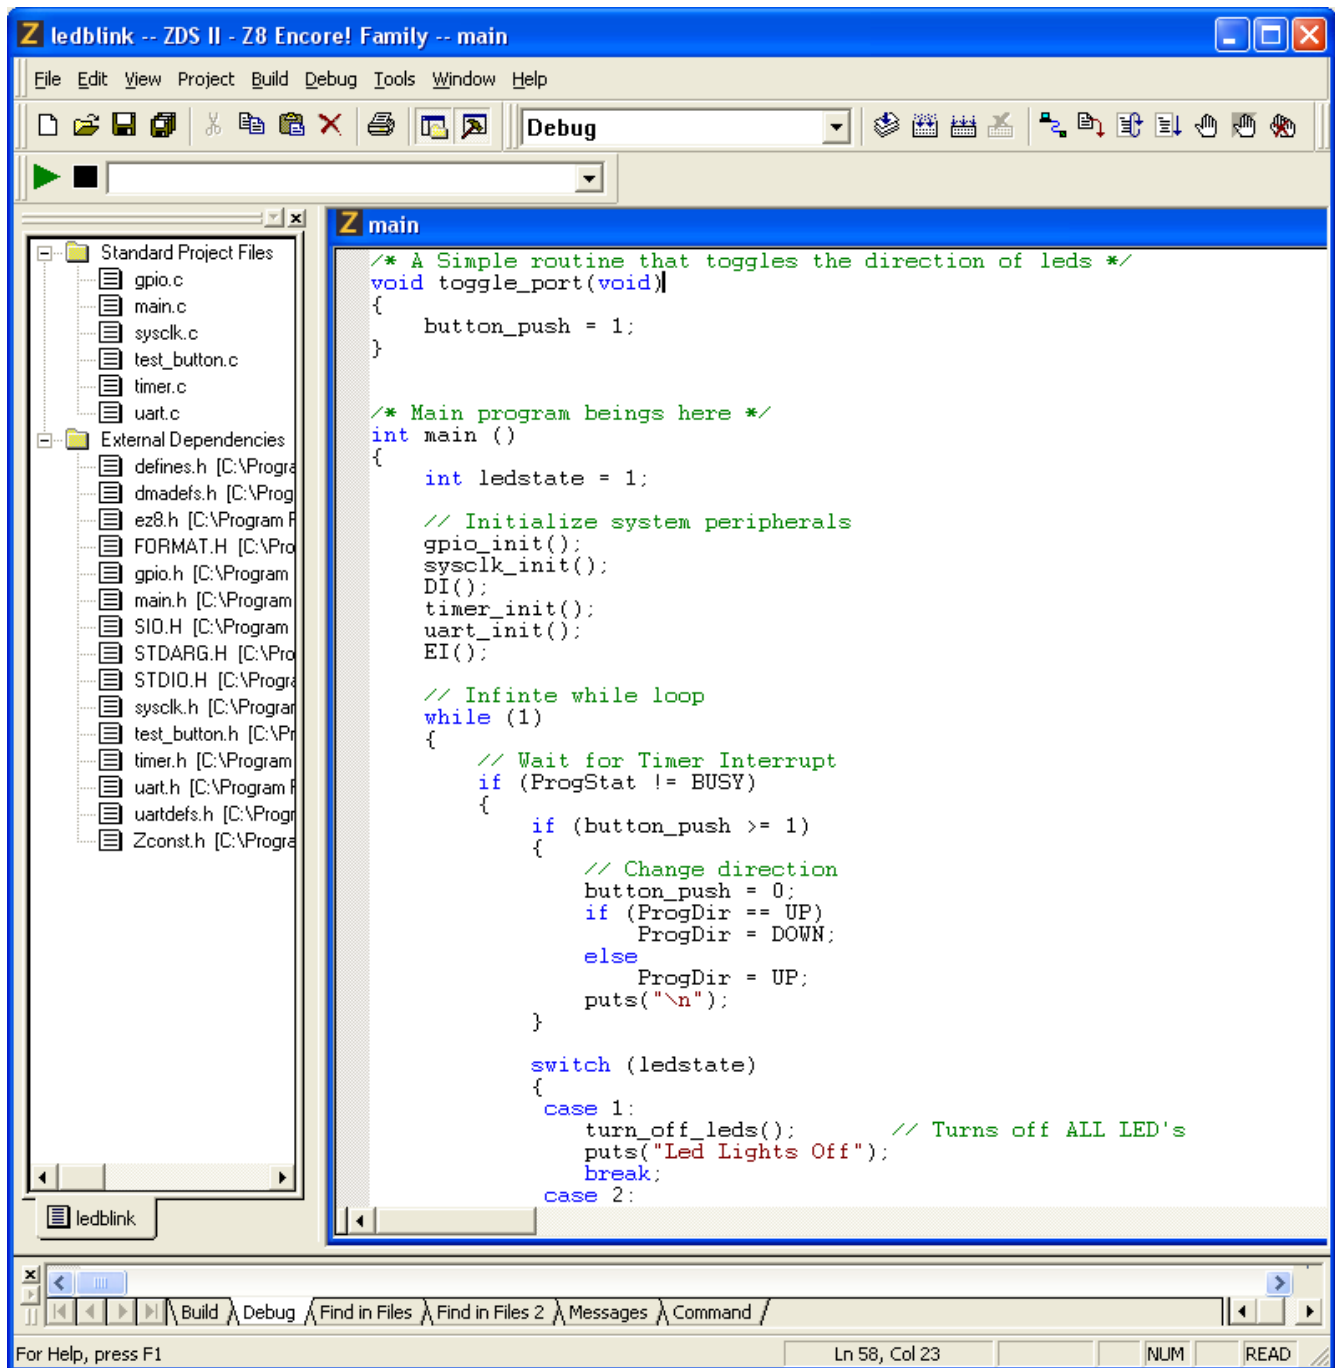 Z ledblink -- ZDS II - Z8 Encore! Family -- main
File Edit View Project Build Debug Tools Window Help
Debug
Standard Project Files
gpio.c
main.c
sysclk.c
test_button.c
timer.c
uart.c
External Dependencies
defines.h [C:\Progra
dmadefs.h [C:\Prog
ez8.h [C:\Program F
FORMAT.H [C:\Pro
gpio.h [C:\Program
main.h [C:\Program
SIO.H [C:\Program
STDARG.H [C:\Pro
STDIO.H [C:\Progra
sysclk.h [C:\Program
test_button.h [C:\Pr
timer.h [C:\Program
uart.h [C:\Program F
uartdefs.h [C:\Progr
Zconst.h [C:\Progra
ledblink
Z main
/* A Simple routine that toggles the direction of leds */
void toggle_port(void)
{
button_push = 1;
}
/* Main program beings here */
int main ()
{
int ledstate = 1;
// Initialize system peripherals
gpio_init();
sysclk_init();
DI();
timer_init();
uart_init();
EI();
// Infinte while loop
while (1)
{
// Wait for Timer Interrupt
if (ProgStat != BUSY)
{
if (button_push >= 1)
{
// Change direction
button_push = 0;
if (ProgDir == UP)
ProgDir = DOWN;
else
ProgDir = UP;
puts("\n");
}
switch (ledstate)
{
case 1:
turn_off_leds(); // Turns off ALL LED's
puts("Led Lights Off");
break;
case 2:
Build Debug Find in Files Find in Files 2 Messages Command
For Help, press F1 Ln 58, Col 23 NUM READ